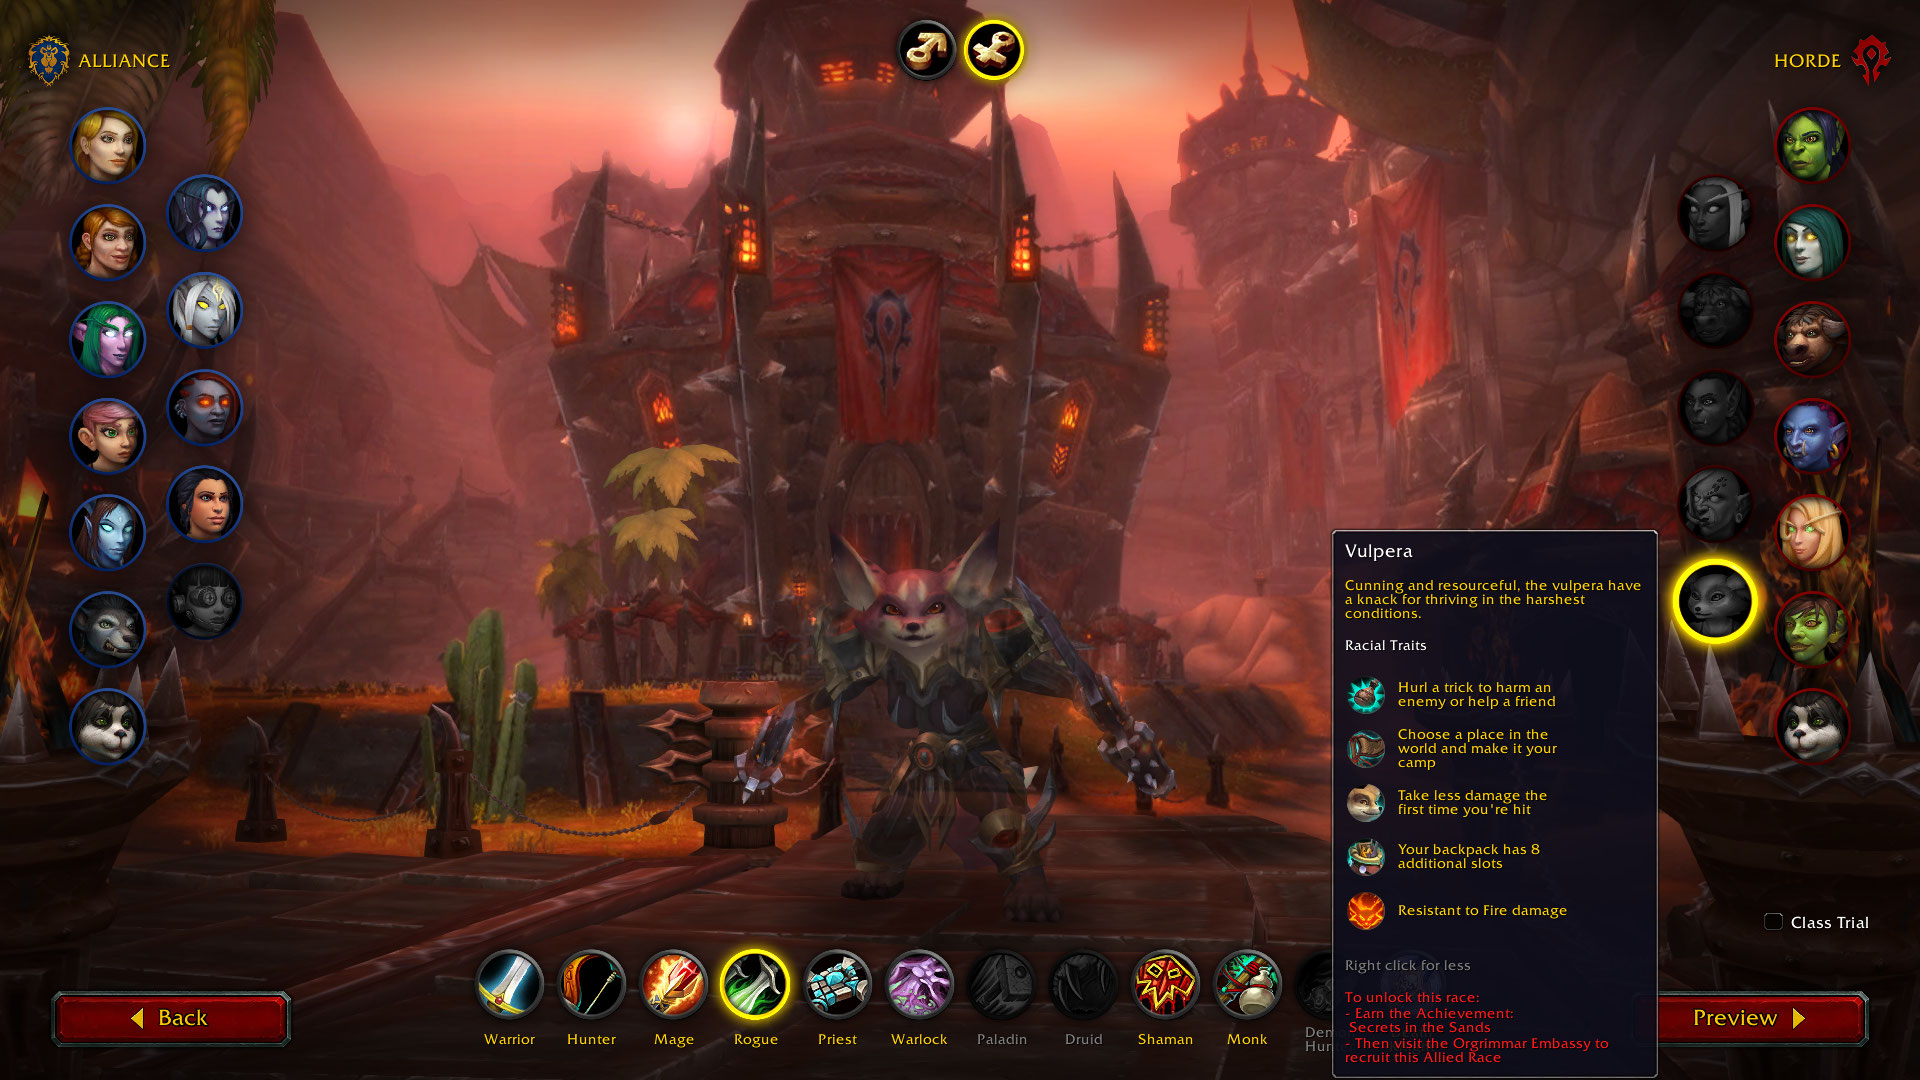 ALLIANCE
HORDE
Vulpera
Cunning and resourceful, the vulpera have
a knack for thriving in the harshest
conditions.
Racial Traits
Hurl a trick to harm an
enemy or help a friend
Choose a place in the
world and make it your
camp
Take less damage the
first time you're hit
Your backpack has 8
additional slots
Resistant to Fire damage
Right click for less
To unlock this race:
- Earn the Achievement:
Secrets in the Sands
- Then visit the Orgrimmar Embassy to
recruit this Allied Race
Class Trial
Back
Warrior
Hunter
Mage
Rogue
Priest
Warlock
Paladin
Druid
Shaman
Monk
Preview